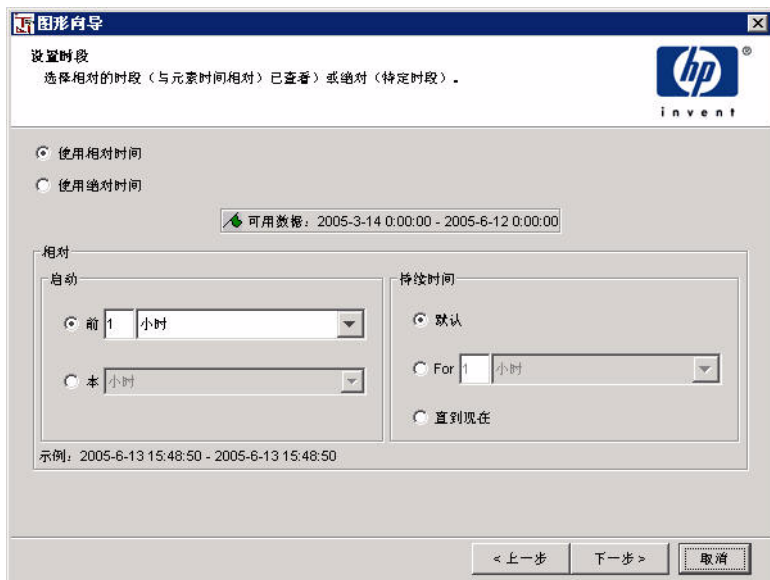 图形向导
设置时段
选择相对的时段（与元素时间相对）已查看）或绝对（特定时段）。
hp
®
invent
使用相对时间
使用绝对时间
可用数据：2005-3-14 0:00:00 - 2005-6-12 0:00:00
相对
启动
前 1 小时
本 小时
持续时间
默认
For 1 小时
直到现在
示例：2005-6-13 15:48:50 - 2005-6-13 15:48:50
<上一步 下一步> 取消